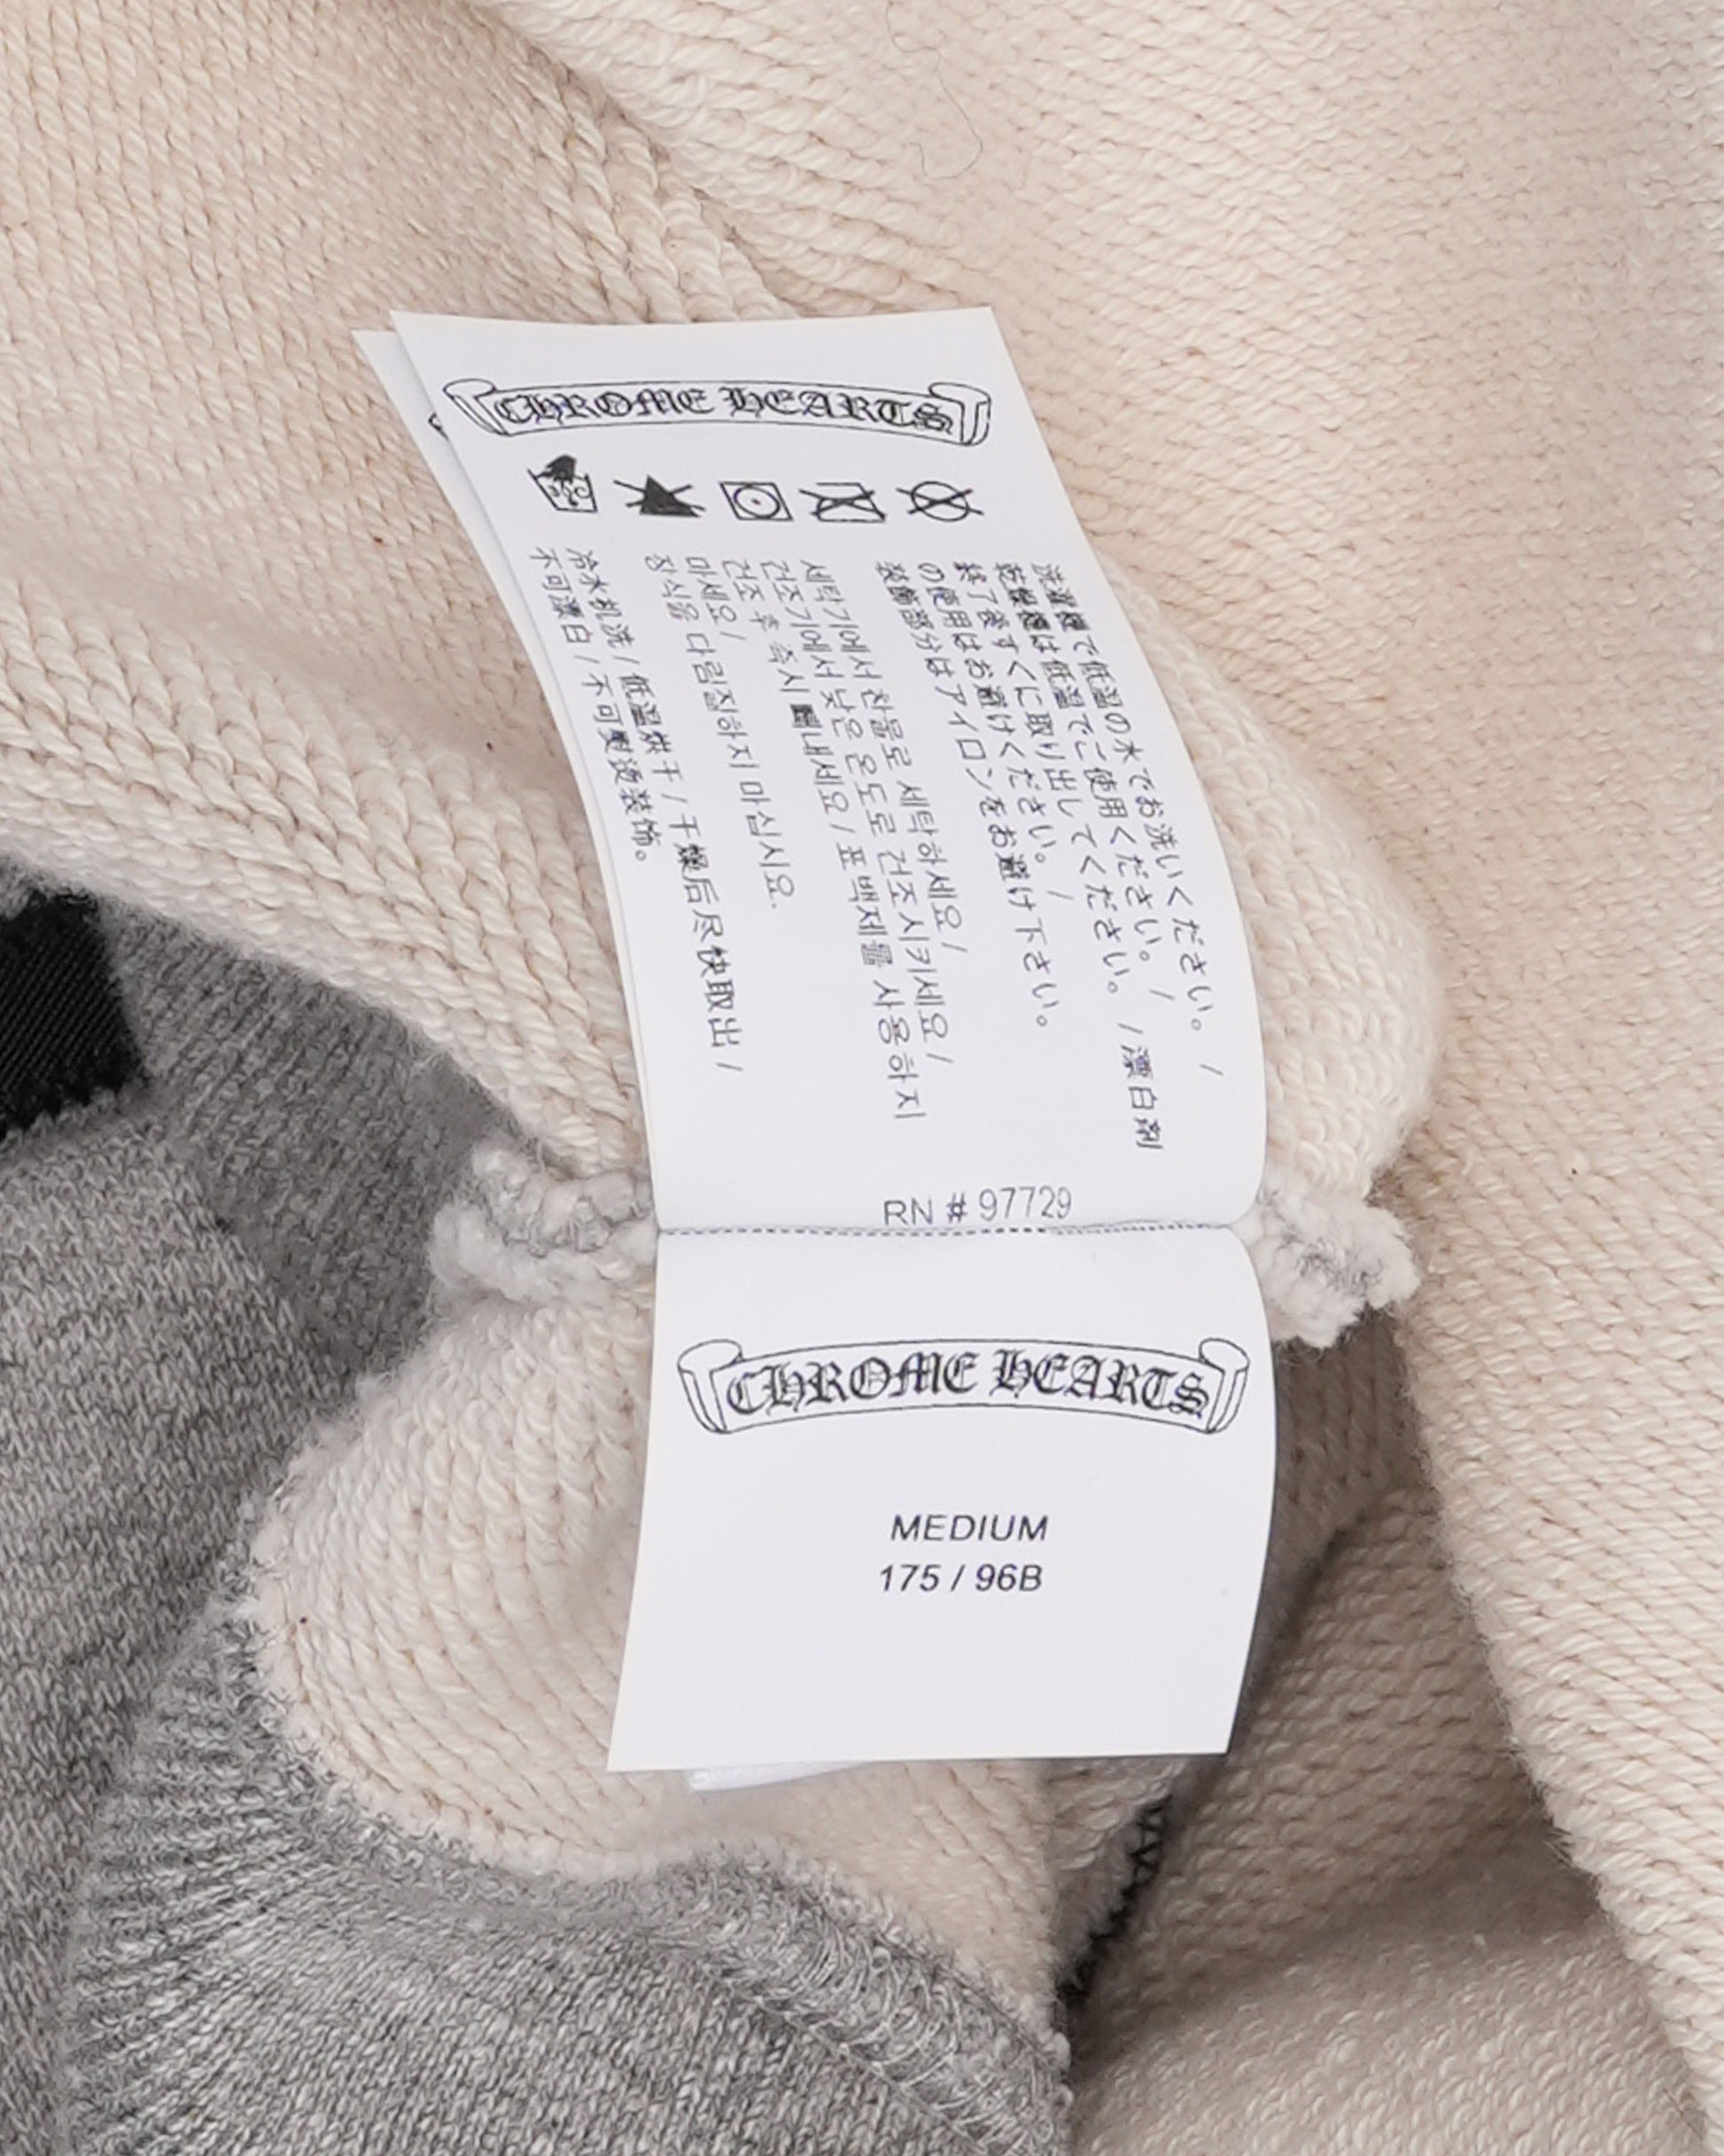 CHROME HEARTS
洗濯機で低温の水でお洗いください。/
乾燥機は低温でご使用ください。/
終了後すぐに取り出してください。/漂白剤
の使用はお避けください。/
装飾部分はアイロンをお避け下さい。
세탁기에서 찬물로 세탁하세요/
건조기에서 낮은 온도로 건조시키세요/
건조 후 즉시 꺼내세요/표백제를 사용하지
마세요/
장식을 다림질하지 마십시요.
冷水机洗/低温烘干/干燥后尽快取出/
不可漂白/不可熨烫装饰。
RN # 97729
CHROME HEARTS
MEDIUM
175 / 96B